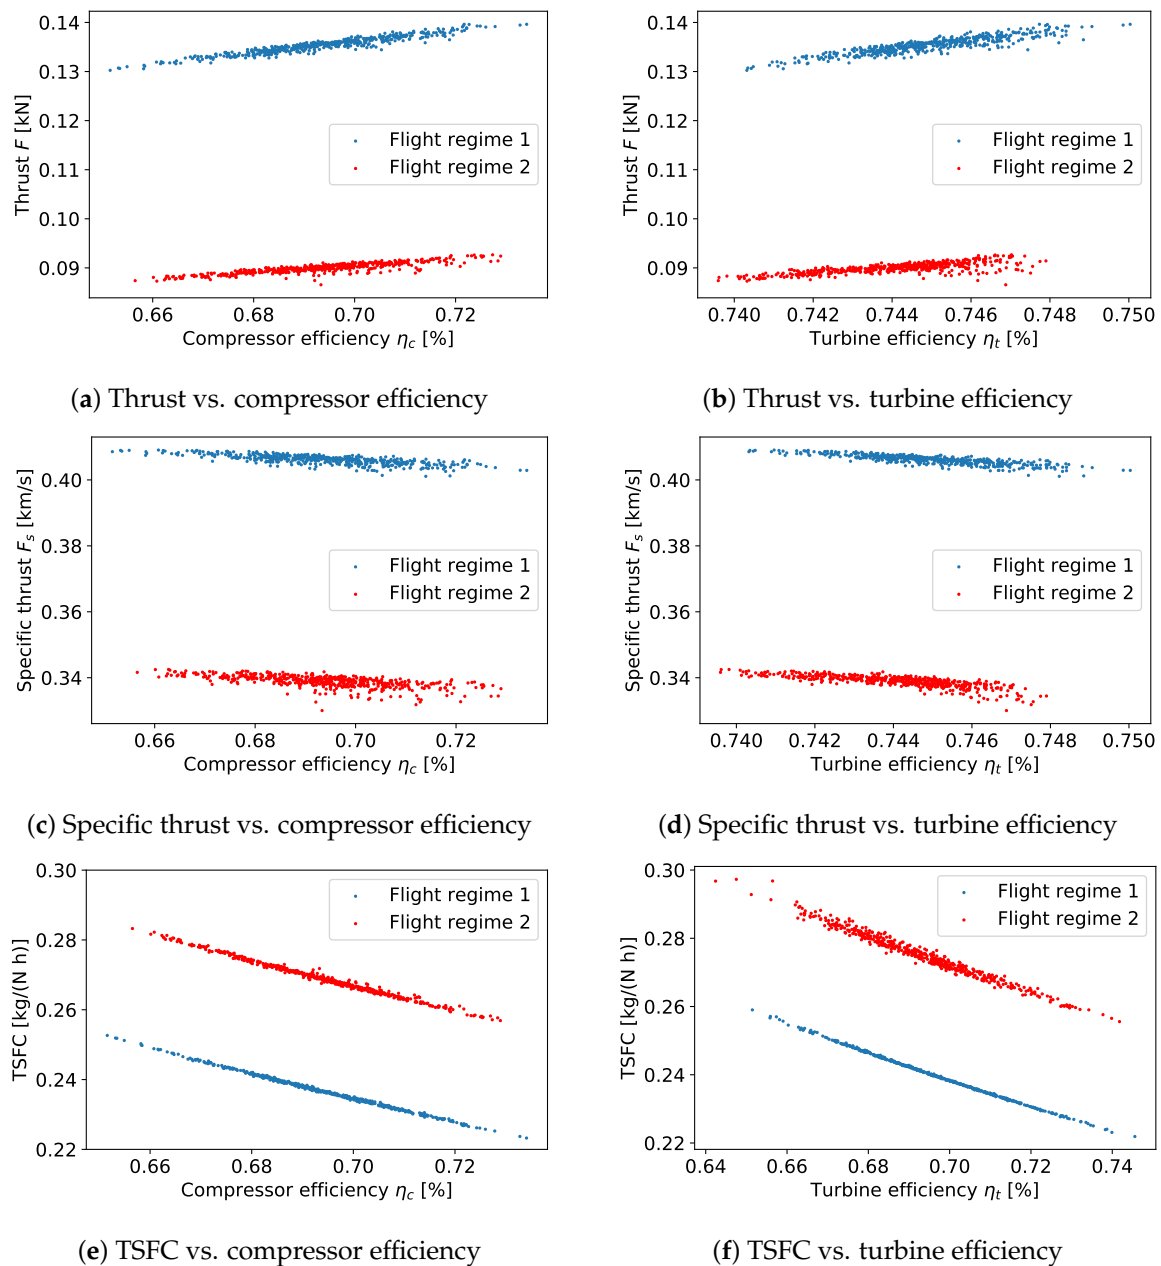 0.14
0.13
0.12
0.11
0.10
0.09
Thrust F [kN]
Flight regime 1
Flight regime 2
0.66 0.68 0.70 0.72
Compressor efficiency ηc [%]
(a) Thrust vs. compressor efficiency
0.14
0.13
0.12
0.11
0.10
0.09
Thrust F [kN]
Flight regime 1
Flight regime 2
0.740 0.742 0.744 0.746 0.748 0.750
Turbine efficiency ηt [%]
(b) Thrust vs. turbine efficiency
0.40
0.38
0.36
0.34
Specific thrust Fs [km/s]
Flight regime 1
Flight regime 2
0.66 0.68 0.70 0.72
Compressor efficiency ηc [%]
(c) Specific thrust vs. compressor efficiency
0.40
0.38
0.36
0.34
Specific thrust Fs [km/s]
Flight regime 1
Flight regime 2
0.740 0.742 0.744 0.746 0.748 0.750
Turbine efficiency ηt [%]
(d) Specific thrust vs. turbine efficiency
0.30
0.28
0.26
0.24
0.22
TSFC [kg/(N h)]
Flight regime 1
Flight regime 2
0.66 0.68 0.70 0.72
Compressor efficiency ηc [%]
(e) TSFC vs. compressor efficiency
0.30
0.28
0.26
0.24
0.22
TSFC [kg/(N h)]
Flight regime 1
Flight regime 2
0.64 0.66 0.68 0.70 0.72 0.74
Turbine efficiency ηt [%]
(f) TSFC vs. turbine efficiency